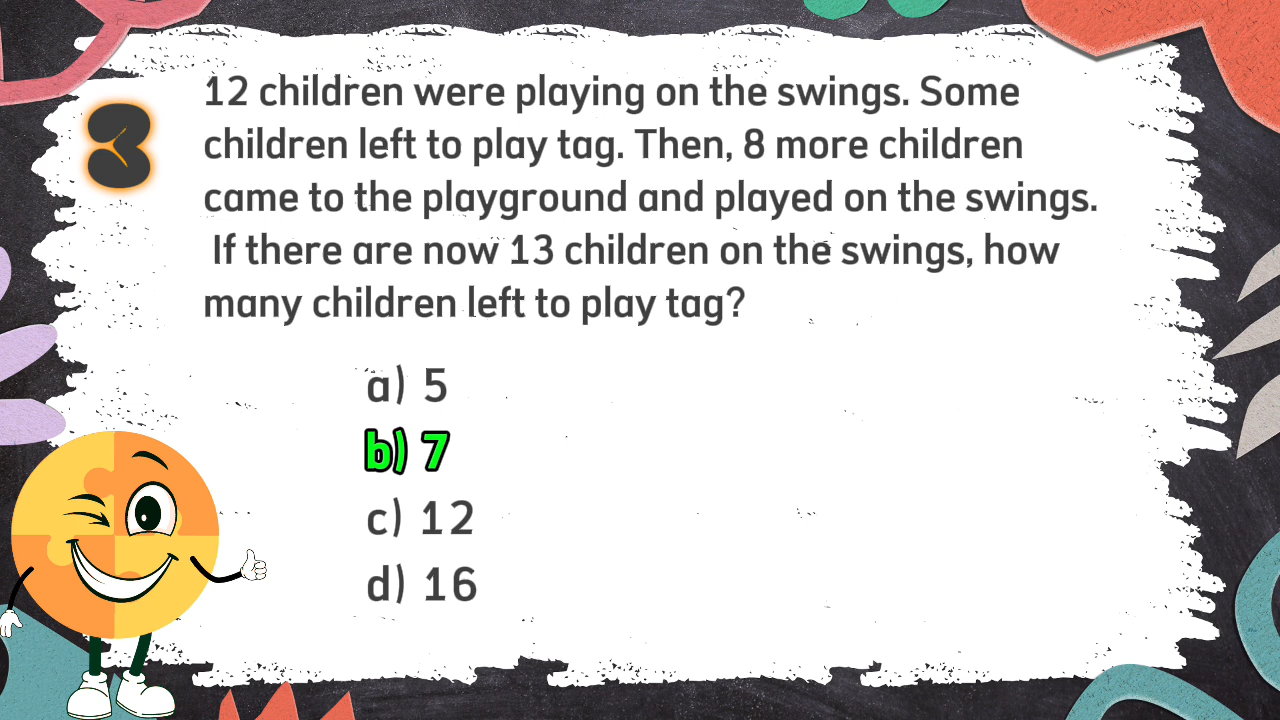 3
12 children were playing on the swings. Some
children left to play tag. Then, 8 more children
came to the playground and played on the swings.
If there are now 13 children on the swings, how
many children left to play tag?
a) 5
b) 7
c) 12
d) 16